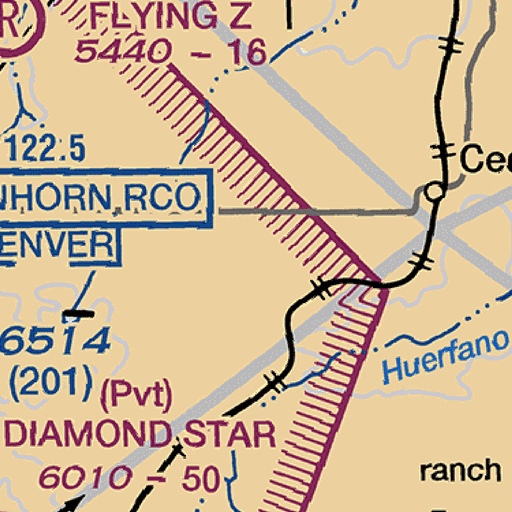 R
FLYING Z
5440 - 16
122.5
NHORN RCO
ENVER
Ced
6514
(201)
(Pvt)
DIAMOND STAR
6010 - 50
Huerfano
ranch